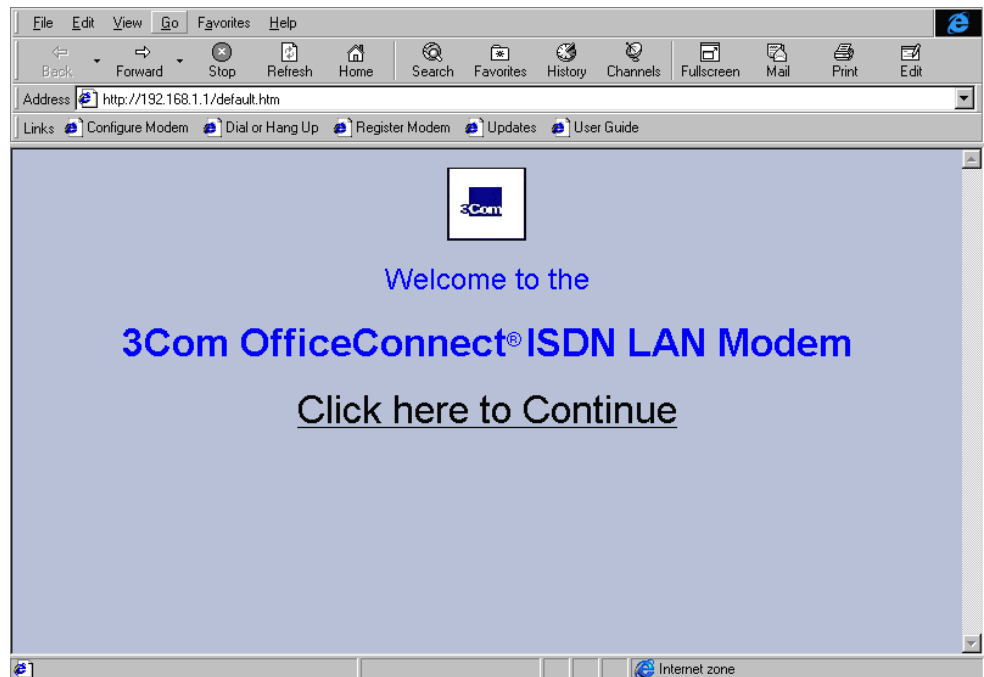 File Edit View Go Favorites Help
Back Forward Stop Refresh Home Search Favorites History Channels Fullscreen Mail Print Edit
Address http://192.168.1.1/default.htm
Links Configure Modem Dial or Hang Up Register Modem Updates User Guide
3Com
Welcome to the
3Com OfficeConnect® ISDN LAN Modem
Click here to Continue
Internet zone